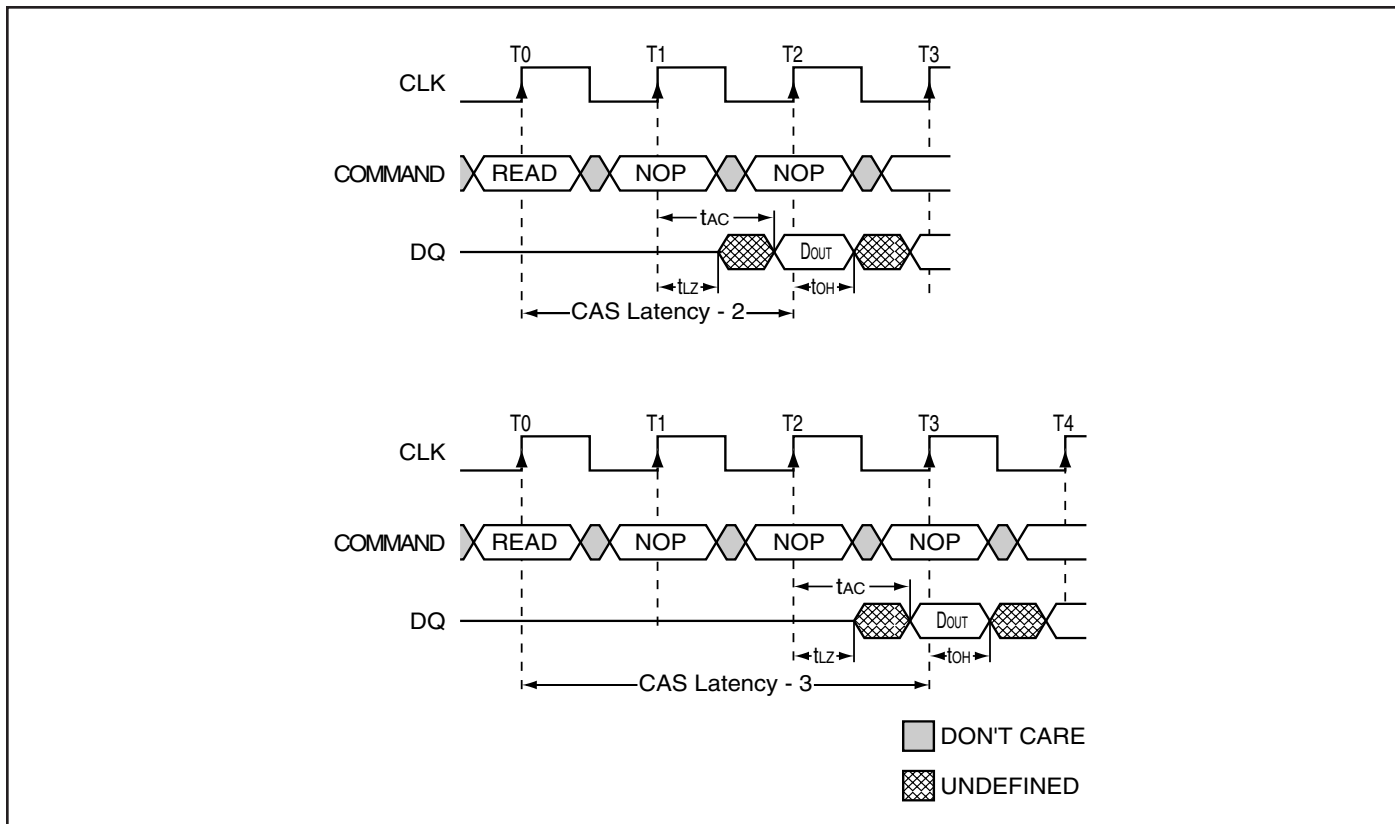 T0 T1 T2 T3
CLK
COMMAND READ NOP NOP
tAC
DQ DOUT
tLZ tOH
CAS Latency - 2
T0 T1 T2 T3 T4
CLK
COMMAND READ NOP NOP NOP
tAC
DQ DOUT
tLZ tOH
CAS Latency - 3
DON'T CARE
UNDEFINED